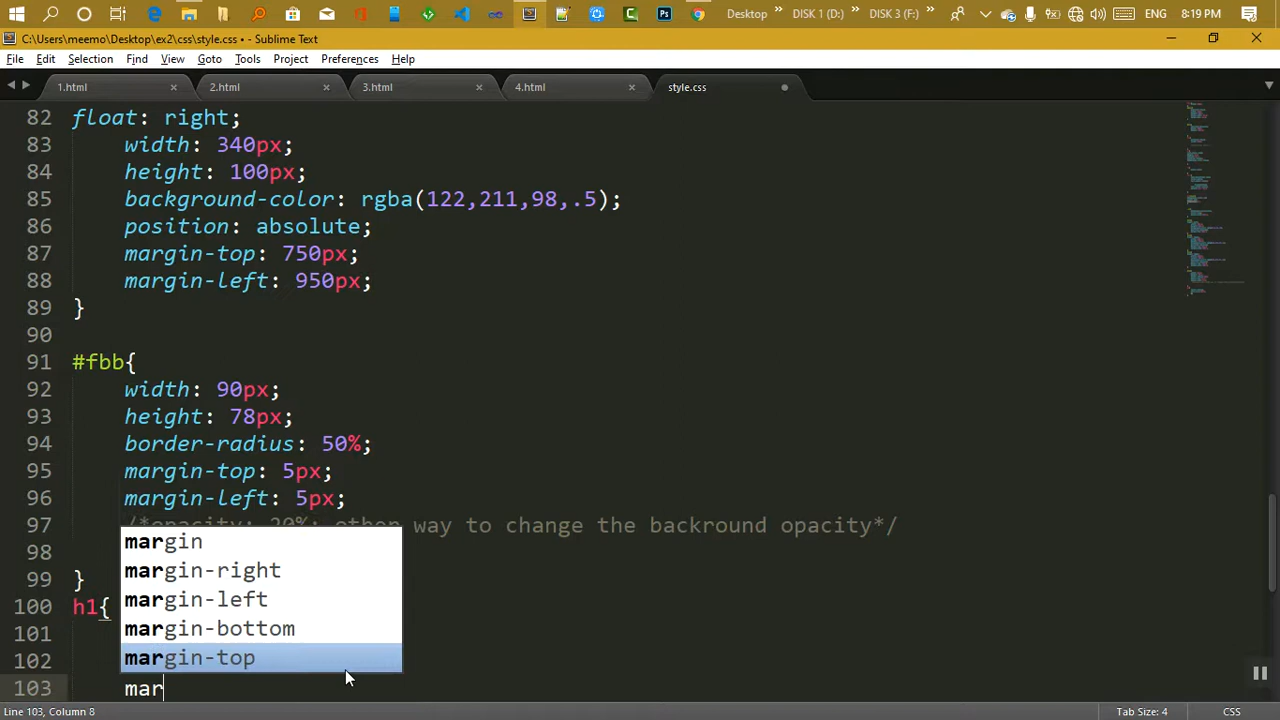 Desktop
DISK 1 (D:)
DISK 3 (F:)
ENG
8:19 PM
C:\Users\meemo\Desktop\ex2\css\style.css • - Sublime Text
File Edit Selection Find View Goto Tools Project Preferences Help
1.html 2.html 3.html 4.html style.css
82 float: right;
83 width: 340px;
84 height: 100px;
85 background-color: rgba(122,211,98,.5);
86 position: absolute;
87 margin-top: 750px;
88 margin-left: 950px;
89 }
90
91 #fbb{
92 width: 90px;
93 height: 78px;
94 border-radius: 50%;
95 margin-top: 5px;
96 margin-left: 5px;
97 /*opacity: 20%; other way to change the backround opacity*/
98 margin
99 }
margin-right
100 h1{
margin-left
101 margin-bottom
102 margin-top
103 mar
Line 103, Column 8
Tab Size: 4
CSS